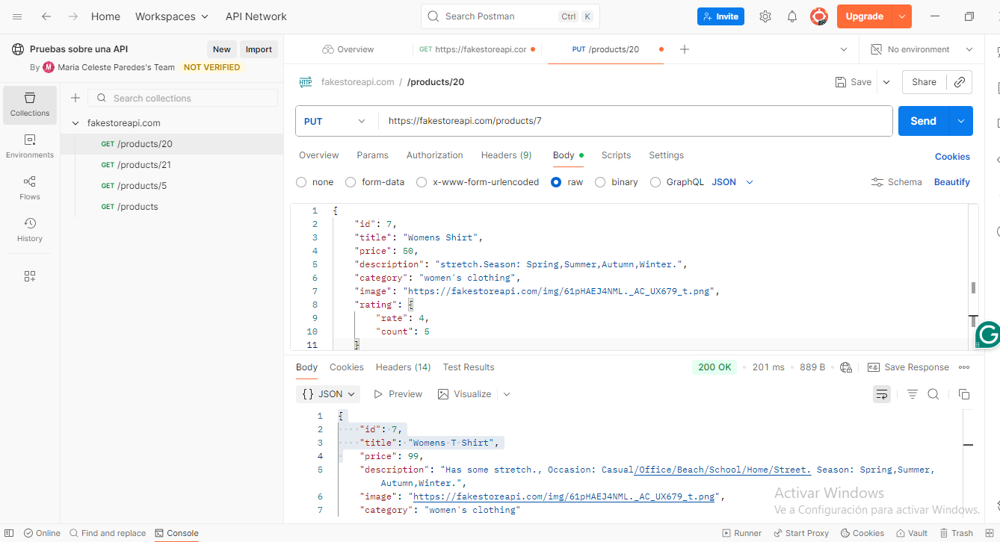 Home Workspaces API Network Search Postman Ctrl K Invite Upgrade
Pruebas sobre una API New Import
By M Maria Celeste Paredes's Team NOT VERIFIED
Overview GET https://fakestoreapi.cor PUT /products/20 No environment
HTTP fakestoreapi.com / /products/20 Save Share
Collections
Environments
Flows
History
Search collections
fakestoreapi.com
GET /products/20
GET /products/21
GET /products/5
GET /products
PUT https://fakestoreapi.com/products/7 Send
Overview Params Authorization Headers (9) Body Scripts Settings Cookies
none form-data x-www-form-urlencoded raw binary GraphQL JSON Schema Beautify
1 {
2 "id": 7,
3 "title": "Womens Shirt",
4 "price": 50,
5 "description": "stretch.Season: Spring,Summer,Autumn,Winter.",
6 "category": "women's clothing",
7 "image": "https://fakestoreapi.com/img/61pHAEJ4NML._AC_UX679_t.png",
8 "rating": {
9 "rate": 4,
10 "count": 5
11 }
Body Cookies Headers (14) Test Results 200 OK 201 ms 889 B e.g. Save Response
{} JSON Preview Visualize
1 {
2 "id": 7,
3 "title": "Womens T Shirt",
4 "price": 99,
5 "description": "Has some stretch., Occasion: Casual/Office/Beach/School/Home/Street. Season: Spring,Summer,
Autumn,Winter.",
6 "image": "https://fakestoreapi.com/img/61pHAEJ4NML._AC_UX679_t.png",
7 "category": "women's clothing"
Activar Windows
Ve a Configuración para activar Windows.
Online Find and replace Console Runner Start Proxy Cookies Vault Trash